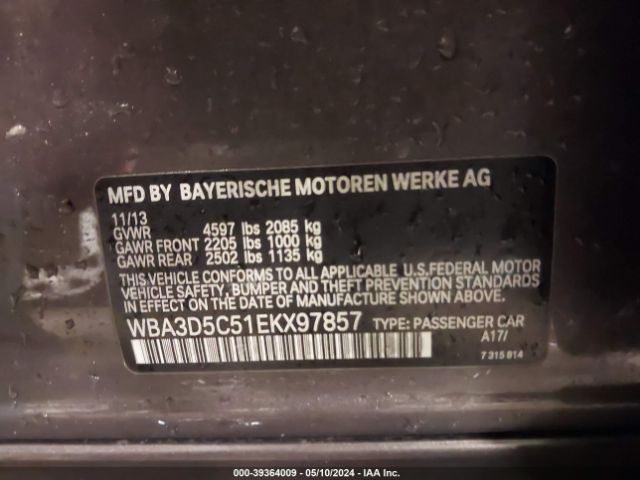 MFD BY BAYERISCHE MOTOREN WERKE AG
11/13
GVWR 4597 lbs 2085 kg
GAWR FRONT 2205 lbs 1000 kg
GAWR REAR 2502 lbs 1135 kg
THIS VEHICLE CONFORMS TO ALL APPLICABLE U.S.FEDERAL MOTOR
VEHICLE SAFETY, BUMPER AND THEFT PREVENTION STANDARDS
IN EFFECT ON THE DATE OF MANUFACTURE SHOWN ABOVE.
WBA3D5C51EKX97857 TYPE: PASSENGER CAR
A17/
7 315 814
000-39364009 - 05/10/2024 - IAA Inc.